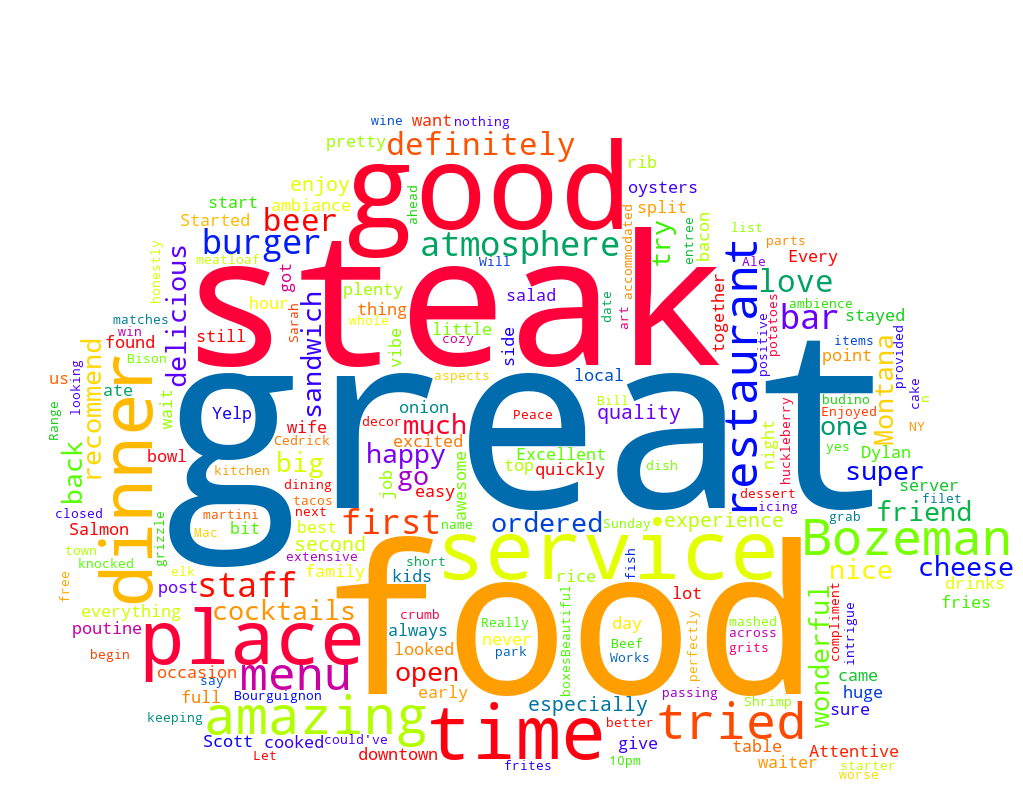 wine want nothing
pretty definitely good rib
enjoy ahead oysters
start ambiance split
Started beer
burger atmosphere try entree bacon list
honestly delicious meatloaf steak Will accommodated Ale parts
got plenty restaurant Every
hour thing salad date love
matches sandwich Sarah whole little together positive potatoes ambience
win still vibe cozy side art bar stayed
found local items
Bison great point
looking recommend dinner aspects Montana provided
us ate wait Yelp onion Bill budino cake
Range much Peace quality Enjoyed one n
wife decor huckleberry NY
back Cedrick excited night yes
bowl happy Excellent Dylan
kitchen big go top quickly dish super
dining job easy awesome dessert server
closed tacos icing filet
Salmon martini next first name ordered Sunday experience grab friend
grizzle Mac bit best
town second service Bozeman
knocked extensive short fish cheese
free elk family kids rice nice
post staff drinks
everything cocktails crumb lot fries
poutine place always Really day mashed wonderful compliment intrigue
never Beef across
begin looked park Works perfectly grits
occasion menu open food boxesBeautiful came
say full Bourguignon early passing huge
keeping amazing time especially Shrimp sure
better tried
Scott cooked could've give table Attentive
Let downtown frites 10pm waiter starter
worse